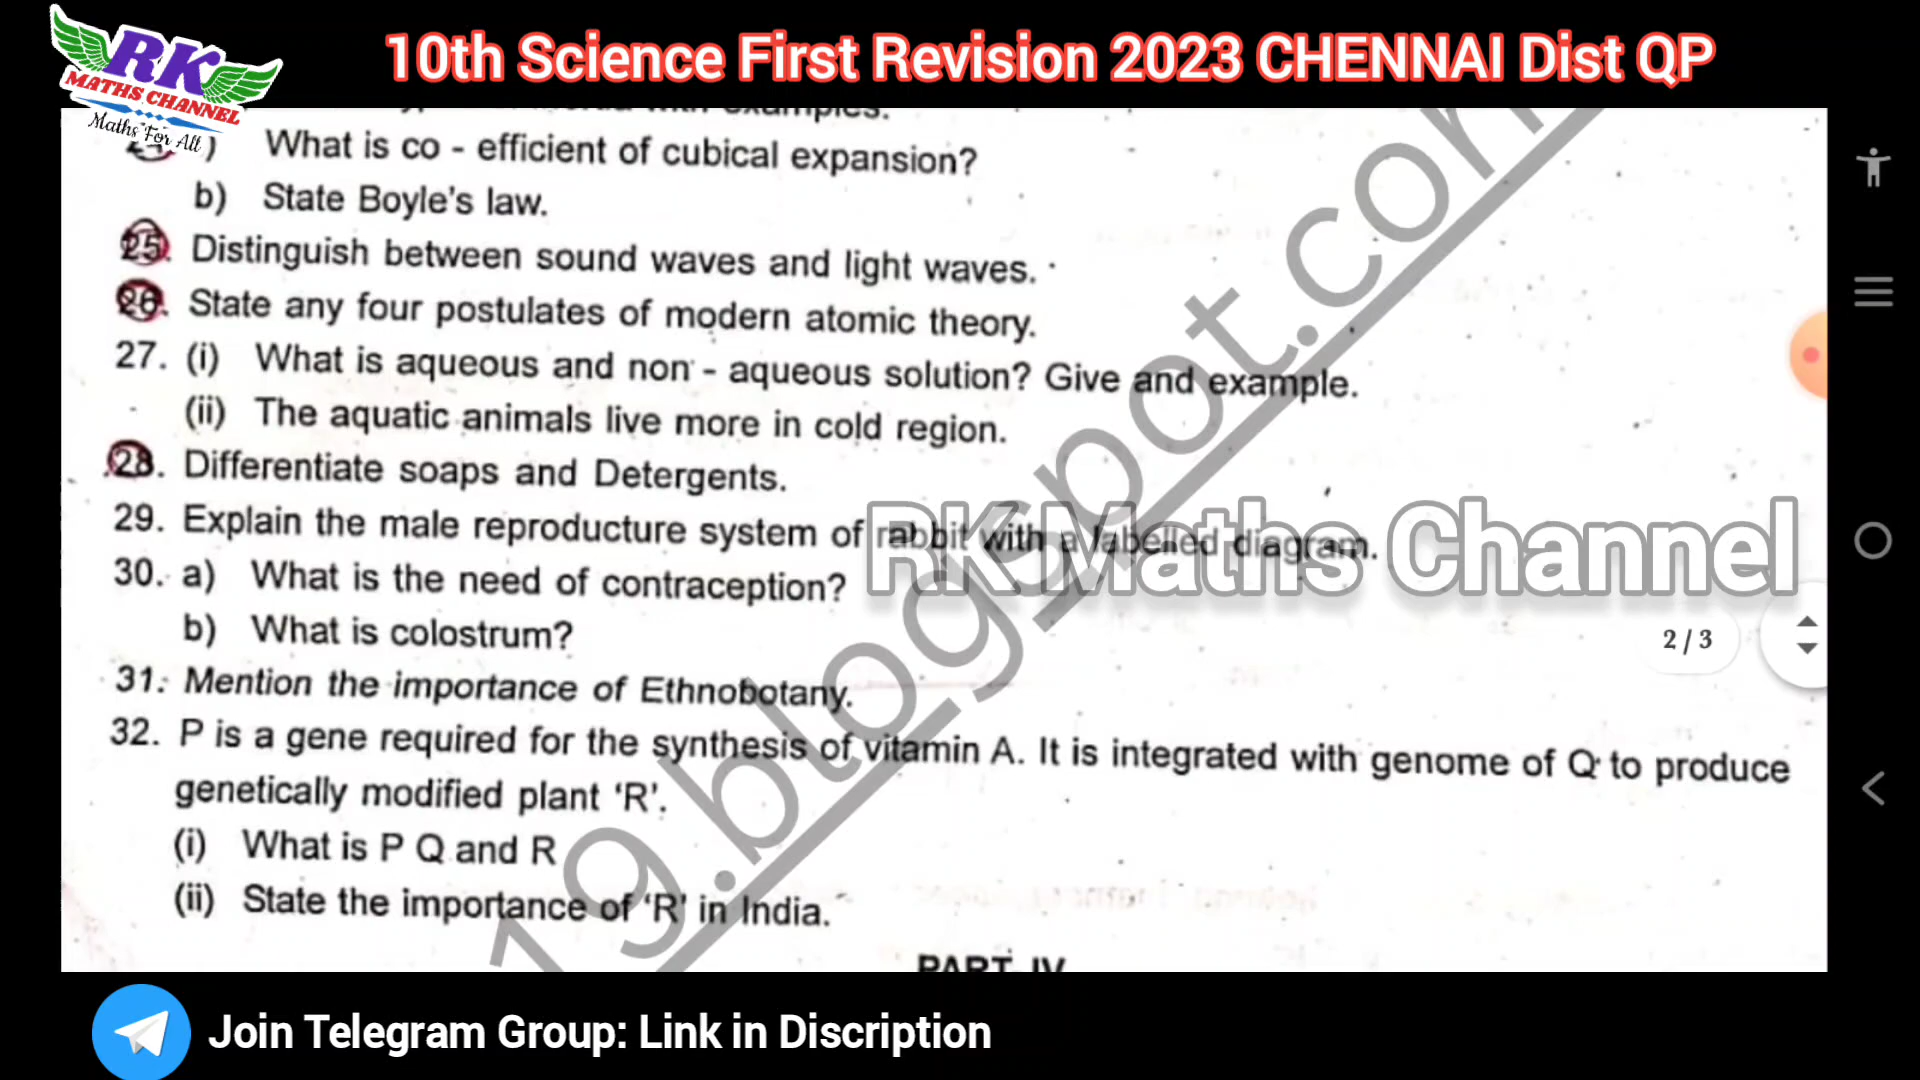 RK
MATHS CHANNEL
Maths For All
10th Science First Revision 2023 CHENNAI Dist QP
with examples.
) What is co - efficient of cubical expansion?
b) State Boyle's law.
25. Distinguish between sound waves and light waves.
26. State any four postulates of modern atomic theory.
27. (i) What is aqueous and non - aqueous solution? Give and example.
(ii) The aquatic animals live more in cold region.
28. Differentiate soaps and Detergents.
29. Explain the male reproducture system of rabbit with a labelled diagram.
RK Maths Channel
30. a) What is the need of contraception?
b) What is colostrum?
2 / 3
31. Mention the importance of Ethnobotany.
32. P is a gene required for the synthesis of vitamin A. It is integrated with genome of Q to produce
genetically modified plant ‘R’.
(i) What is P Q and R
(ii) State the importance of ‘R’ in India.
19.blogspot.com
PART IV
Join Telegram Group: Link in Discription